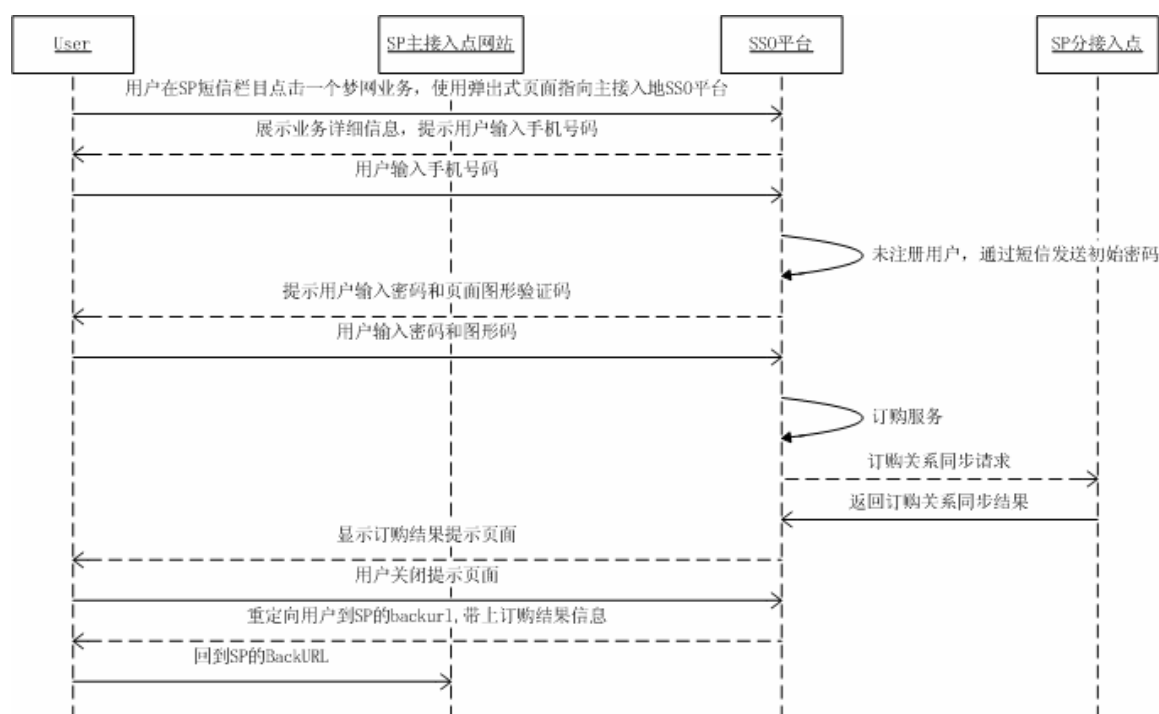 User
SP主接入点网站
SSO平台
SP分接入点
用户在SP短信栏目点击一个梦网业务，使用弹出式页面指向主接入地SSO平台
展示业务详细信息，提示用户输入手机号码
用户输入手机号码
未注册用户，通过短信发送初始密码
提示用户输入密码和页面图形验证码
用户输入密码和图形码
订购服务
订购关系同步请求
返回订购关系同步结果
显示订购结果提示页面
用户关闭提示页面
重定向用户到SP的backurl,带上订购结果信息
回到SP的BackURL